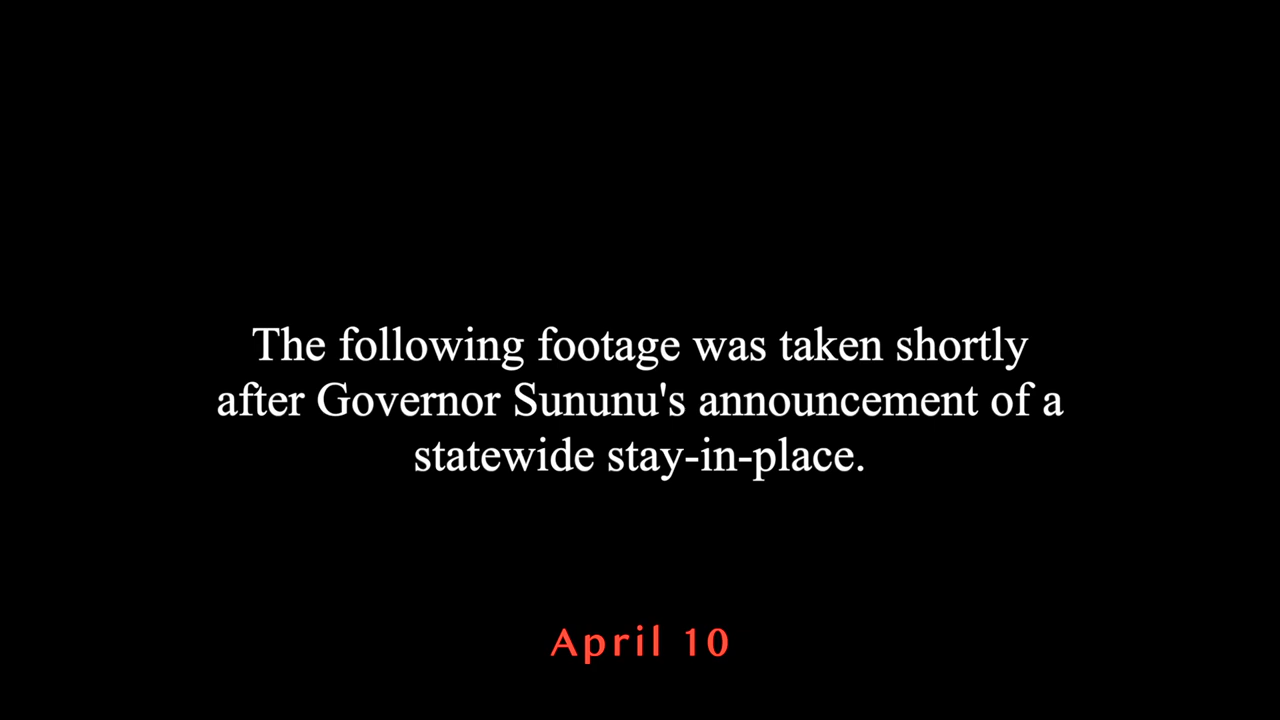 The following footage was taken shortly
after Governor Sununu's announcement of a
statewide stay-in-place.
April 10